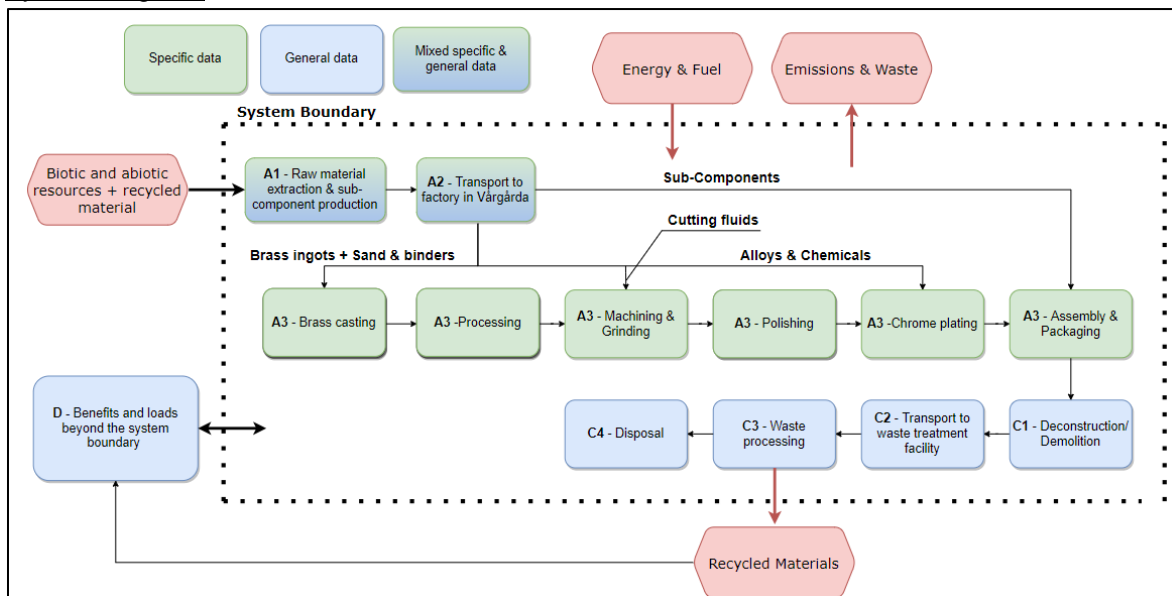 Specific data
General data
Mixed specific &
general data
Energy & Fuel
Emissions & Waste
System Boundary
Biotic and abiotic
resources + recycled
material
A1 - Raw material
extraction & sub-
component production
A2 - Transport to
factory in Vårgårda
Sub-Components
Cutting fluids
Brass ingots + Sand & binders
Alloys & Chemicals
A3 - Brass casting
A3 -Processing
A3 - Machining &
Grinding
A3 - Polishing
A3 -Chrome plating
A3 - Assembly &
Packaging
D - Benefits and loads
beyond the system
boundary
C4 - Disposal
C3 - Waste
processing
C2 - Transport to
waste treatment
facility
C1 - Deconstruction/
Demolition
Recycled Materials